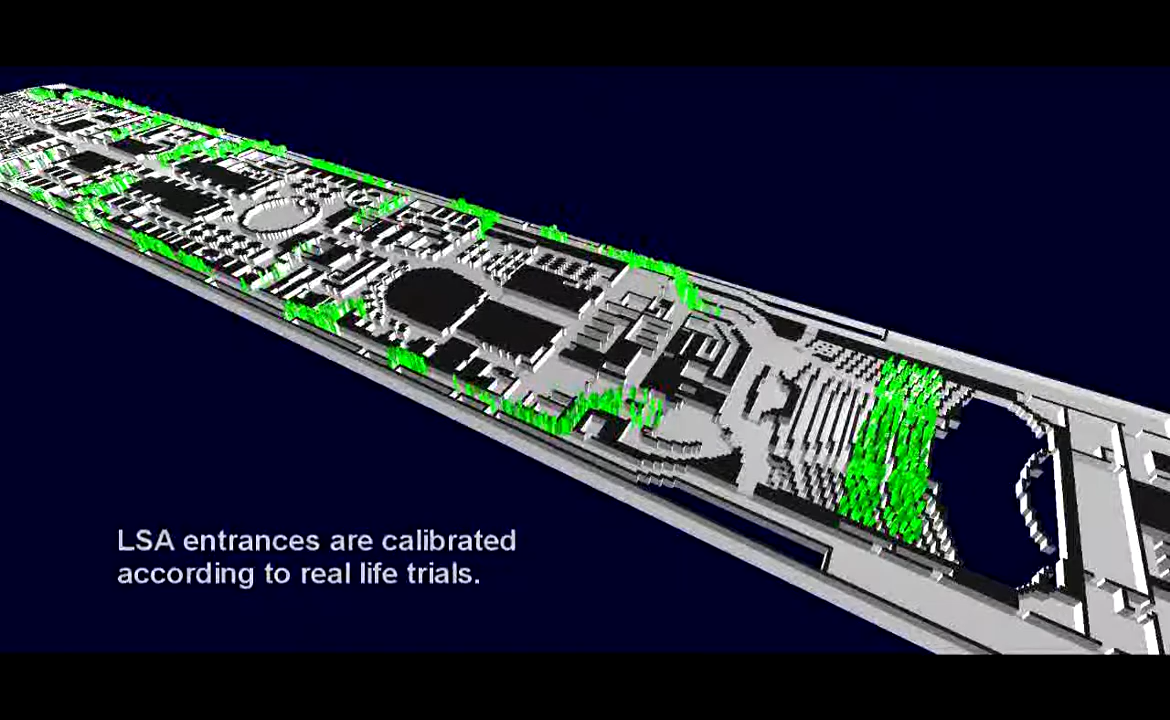 LSA entrances are calibrated
according to real life trials.